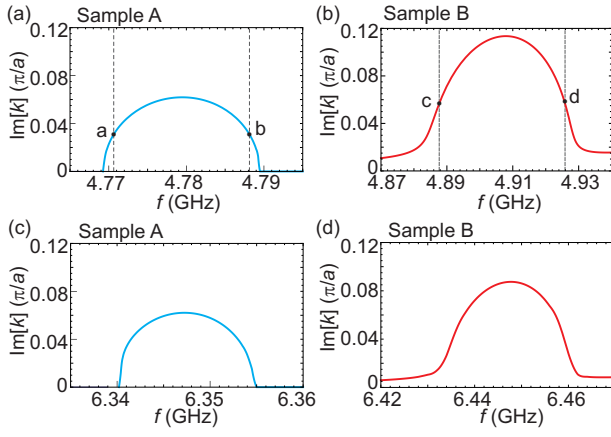 (a) Sample A
Im[k] (π/a)
0.12
0.08
0.04
0
a
b
4.77 4.78 4.79
f (GHz)
(b) Sample B
Im[k] (π/a)
0.12
0.08
0.04
0
c
d
4.87 4.89 4.91 4.93
f (GHz)
(c) Sample A
Im[k] (π/a)
0.12
0.08
0.04
0
6.34 6.35 6.36
f (GHz)
(d) Sample B
Im[k] (π/a)
0.12
0.08
0.04
0
6.42 6.44 6.46
f (GHz)